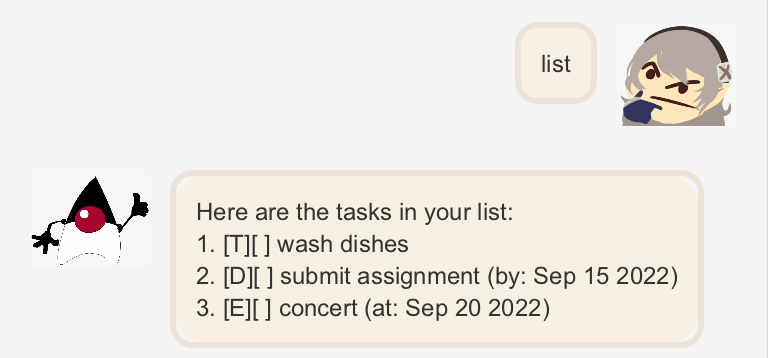 list
Here are the tasks in your list:
1. [T][ ] wash dishes
2. [D][ ] submit assignment (by: Sep 15 2022)
3. [E][ ] concert (at: Sep 20 2022)